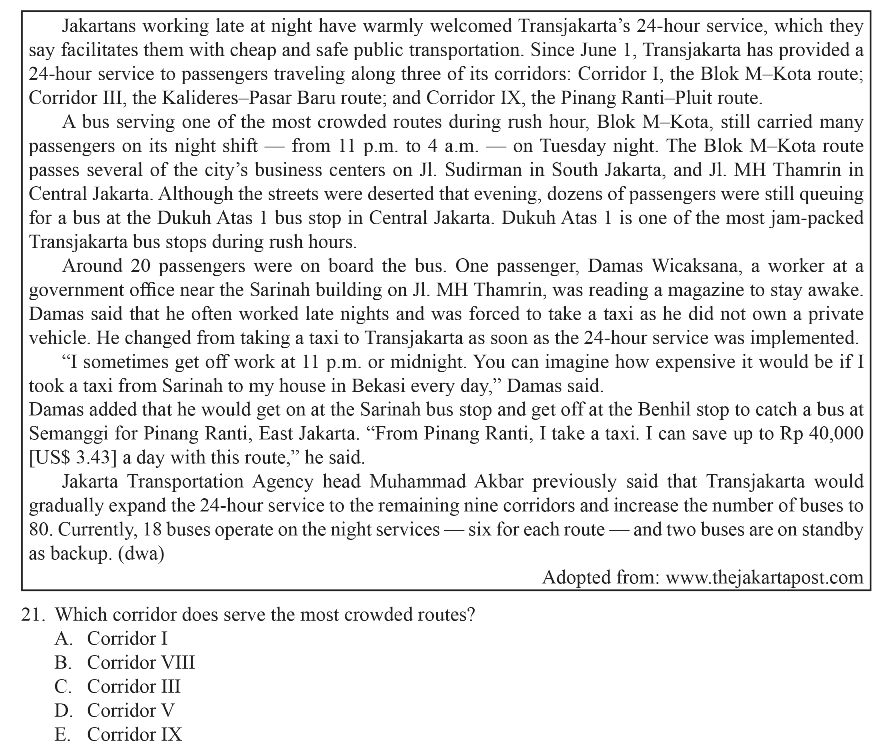 Jakartans working late at night have warmly welcomed Transjakarta’s 24-hour service, which they
say facilitates them with cheap and safe public transportation. Since June 1, Transjakarta has provided a
24-hour service to passengers traveling along three of its corridors: Corridor I, the Blok M–Kota route;
Corridor III, the Kalideres–Pasar Baru route; and Corridor IX, the Pinang Ranti–Pluit route.
A bus serving one of the most crowded routes during rush hour, Blok M–Kota, still carried many
passengers on its night shift — from 11 p.m. to 4 a.m. — on Tuesday night. The Blok M–Kota route
passes several of the city’s business centers on Jl. Sudirman in South Jakarta, and Jl. MH Thamrin in
Central Jakarta. Although the streets were deserted that evening, dozens of passengers were still queuing
for a bus at the Dukuh Atas 1 bus stop in Central Jakarta. Dukuh Atas 1 is one of the most jam-packed
Transjakarta bus stops during rush hours.
Around 20 passengers were on board the bus. One passenger, Damas Wicaksana, a worker at a
government office near the Sarinah building on Jl. MH Thamrin, was reading a magazine to stay awake.
Damas said that he often worked late nights and was forced to take a taxi as he did not own a private
vehicle. He changed from taking a taxi to Transjakarta as soon as the 24-hour service was implemented.
“I sometimes get off work at 11 p.m. or midnight. You can imagine how expensive it would be if I
took a taxi from Sarinah to my house in Bekasi every day,” Damas said.
Damas added that he would get on at the Sarinah bus stop and get off at the Benhil stop to catch a bus at
Semanggi for Pinang Ranti, East Jakarta. “From Pinang Ranti, I take a taxi. I can save up to Rp 40,000
[US$ 3.43] a day with this route,” he said.
Jakarta Transportation Agency head Muhammad Akbar previously said that Transjakarta would
gradually expand the 24-hour service to the remaining nine corridors and increase the number of buses to
80. Currently, 18 buses operate on the night services — six for each route — and two buses are on standby
as backup. (dwa)
Adopted from: www.thejakartapost.com
21. Which corridor does serve the most crowded routes?
A. Corridor I
B. Corridor VIII
C. Corridor III
D. Corridor V
E. Corridor IX